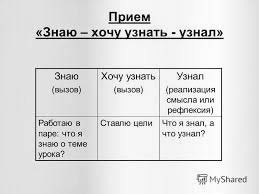 Прием
«Знаю – хочу узнать - узнал»
Знаю
(вызов)
Хочу узнать
(вызов)
Узнал
(реализация
смысла или
рефлексия)
Работаю в
паре: что я
знаю о теме
урока?
Ставлю цели
Что я знал, а
что узнал?
MyShared